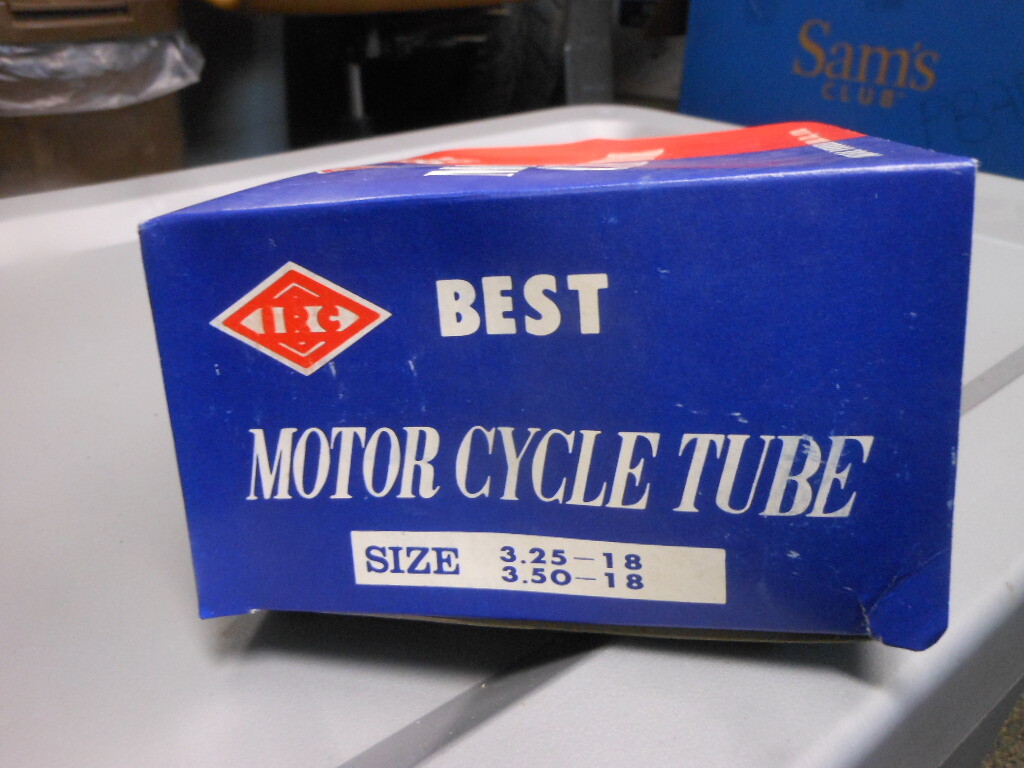 Sam's
CLUB
IRC
BEST
MOTOR CYCLE TUBE
SIZE 3.25-18
3.50-18